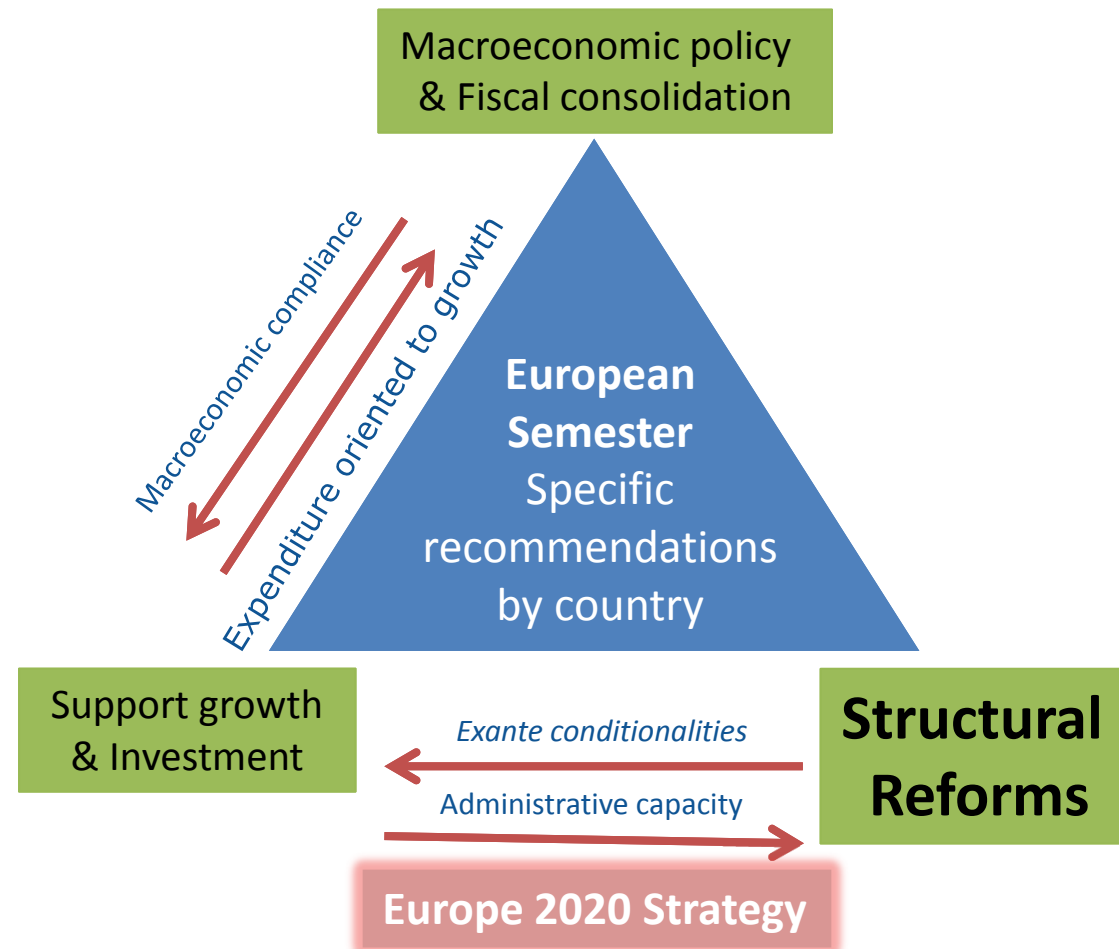 Macroeconomic policy
& Fiscal consolidation
Macroeconomic compliance
Expenditure oriented to growth
European
Semester
Specific
recommendations
by country
Support growth
& Investment
Exante conditionalities
Administrative capacity
Structural
Reforms
Europe 2020 Strategy